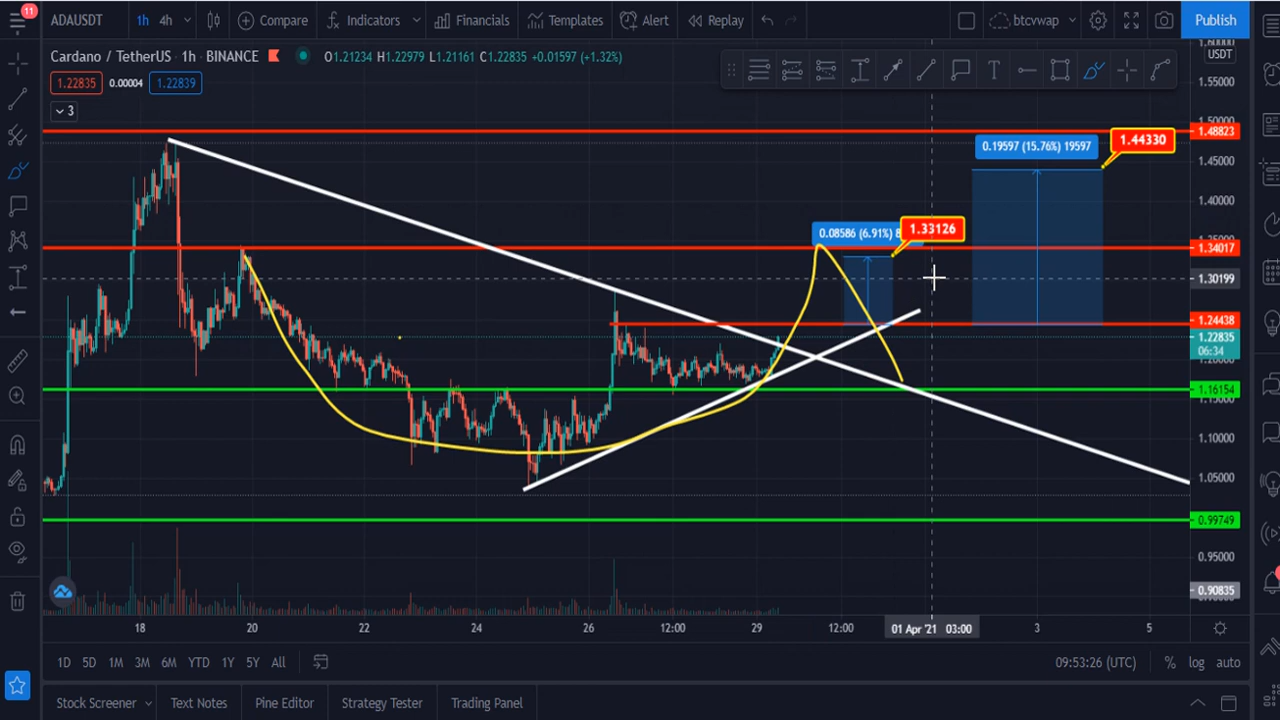 11
ADAUSDT
1h 4h
Compare
Indicators
Financials
Templates
Alert
Replay
btcvwap
Publish
Cardano / TetherUS · 1h · BINANCE
O1.21234 H1.22979 L1.21161 C1.22835 +0.01597 (+1.32%)
1.22835 0.00004 1.22839
3
USDT
1.55000
1.50000
1.48823
1.45000
1.40000
1.34017
1.30199
1.24438
1.22835
06:34
1.16154
1.10000
1.05000
0.99749
0.95000
0.90835
0.19597 (15.76%) 19597
1.44330
0.08586 (6.91%) 8
1.33126
18 20 22 24 26 12:00 29 12:00 01 Apr '21 03:00 3 5
1D 5D 1M 3M 6M YTD 1Y 5Y All
09:53:26 (UTC) % log auto
Stock Screener Text Notes Pine Editor Strategy Tester Trading Panel